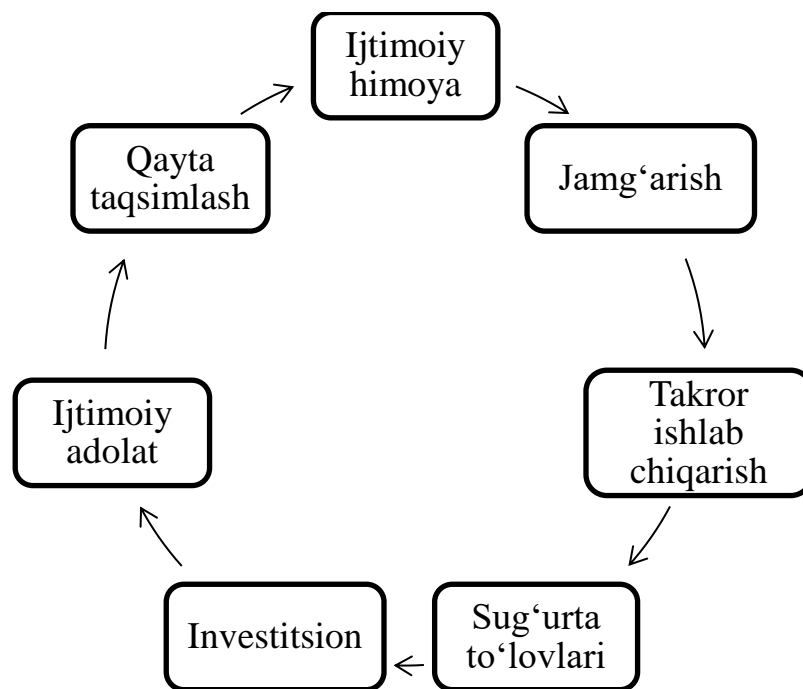 Ijtimoiy
himoya
Jamg‘arish
Takror
ishlab
chiqarish
Sug‘urta
to‘lovlari
Investitsion
Ijtimoiy
adolat
Qayta
taqsimlash